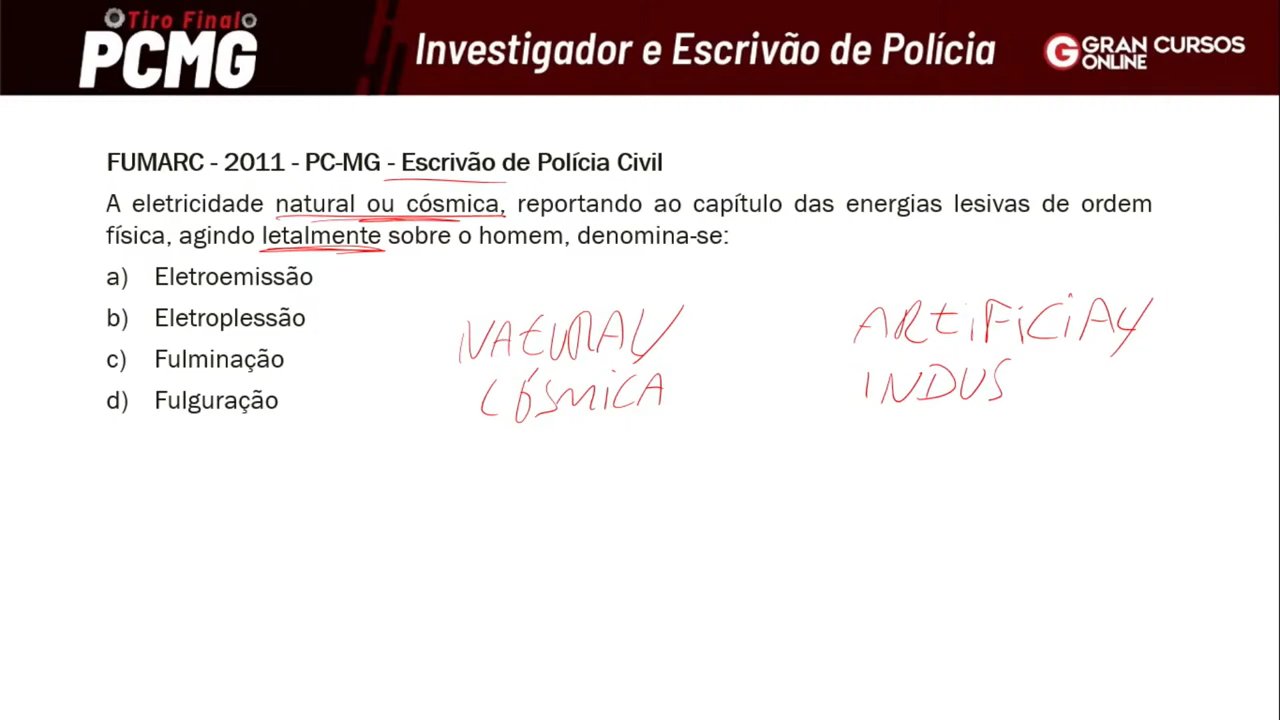 Tiro Final
PCMG
Investigador e Escrivão de Polícia
GRAN CURSOS
ONLINE
FUMARC - 2011 - PC-MG - Escrivão de Polícia Civil
A eletricidade natural ou cósmica, reportando ao capítulo das energias lesivas de ordem
física, agindo letalmente sobre o homem, denomina-se:
a) Eletroemissão
b) Eletroplessão
c) Fulminação
d) Fulguração
NATURAL/
CÓSMICA
ARTIFICIAL/
INDUS